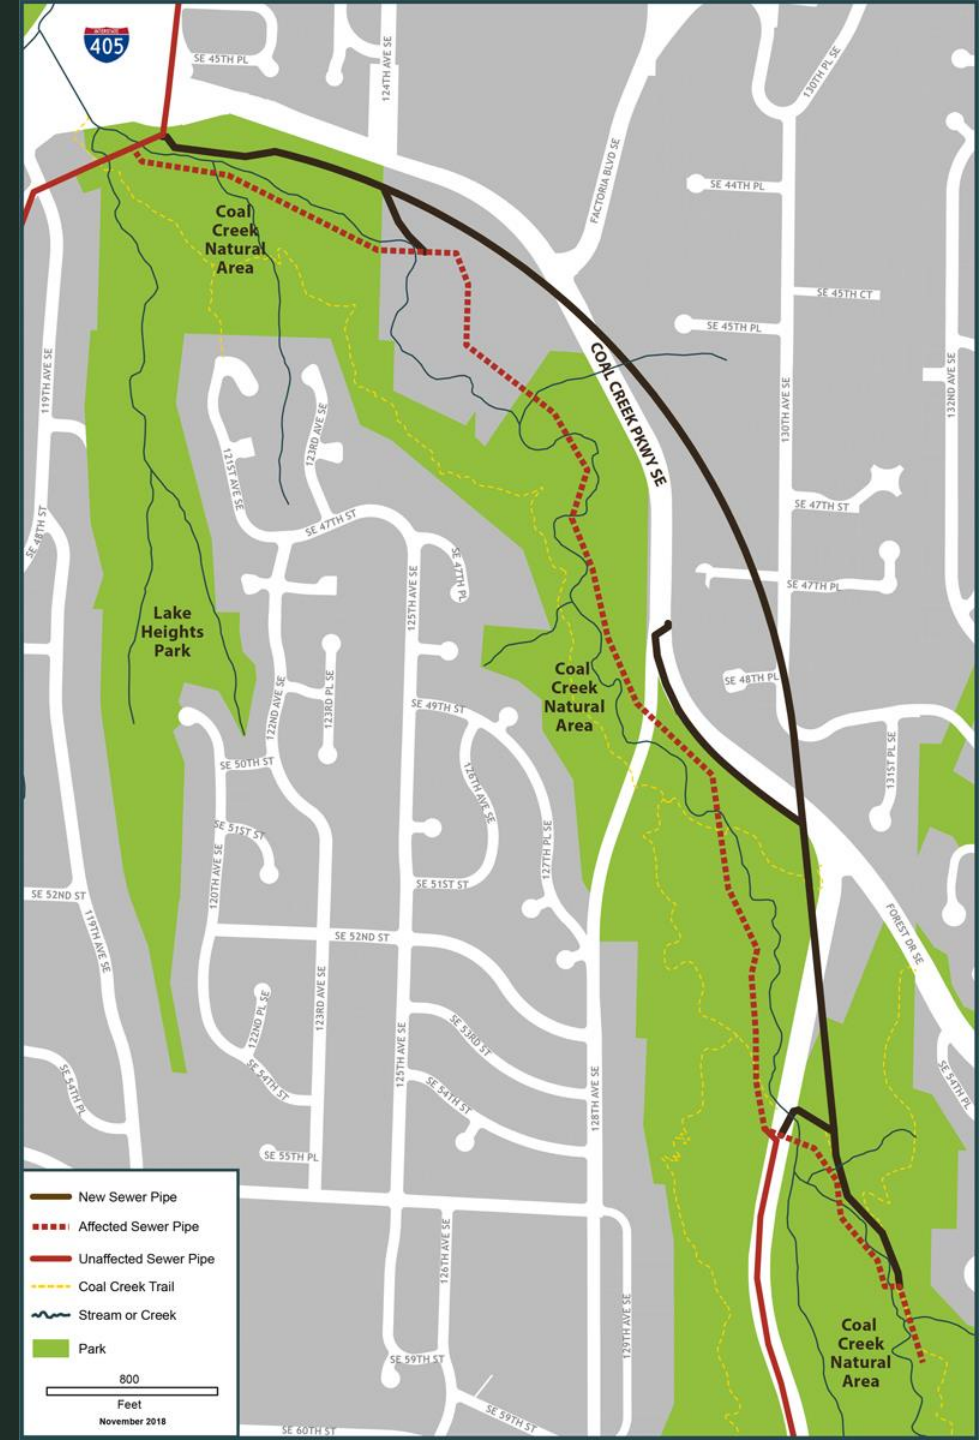 INTERSTATE
405
SE 45TH PL
124TH AVE SE
130TH PL SE
FACTORIA BLVD SE
SE 44TH PL
Coal
Creek
Natural
Area
SE 45TH CT
SE 45TH PL
COAL CREEK PKWY SE
119TH AVE SE
130TH AVE SE
132ND AVE SE
121ST AVE SE
123RD AVE SE
SE 47TH ST
SE 47TH ST
SE 48TH ST
SE 47TH PL
125TH AVE SE
SE 47TH PL
Lake
Heights
Park
Coal
Creek
Natural
Area
SE 48TH PL
122ND AVE SE
123RD PL SE
SE 49TH ST
131ST PL SE
SE 50TH ST
126TH AVE SE
SE 51ST ST
127TH PL SE
120TH AVE SE
SE 51ST ST
SE 52ND ST
119TH AVE SE
SE 52ND ST
FOREST DR SE
122ND PL SE
123RD AVE SE
SE 53RD ST
125TH AVE SE
SE 54TH PL
SE 54TH ST
SE 54TH ST
128TH AVE SE
SE 54TH PL
SE 55TH PL
New Sewer Pipe
Affected Sewer Pipe
Unaffected Sewer Pipe
Coal Creek Trail
Stream or Creek
Park
800
Feet
November 2018
126TH AVE SE
129TH AVE SE
SE 59TH ST
SE 59TH ST
SE 60TH ST
Coal
Creek
Natural
Area